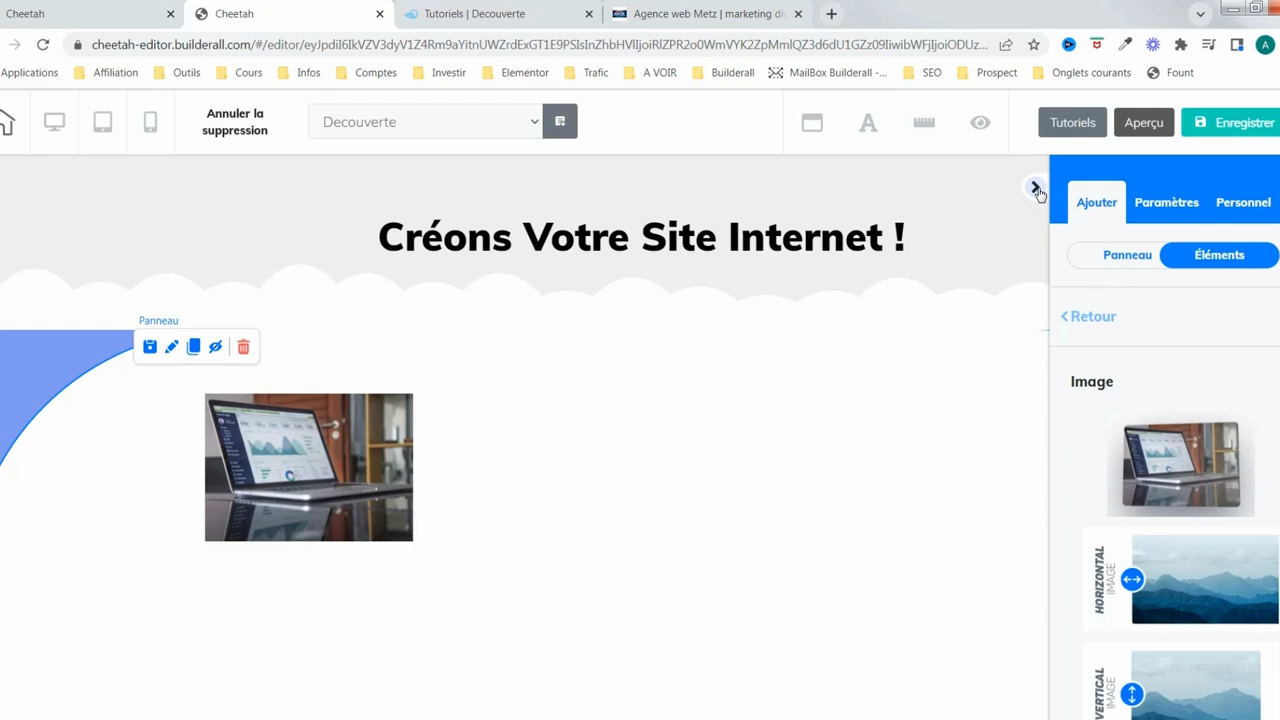 Cheetah
Cheetah
Tutoriels | Decouverte
Agence web Metz | marketing di
cheetah-editor.builderall.com/#/editor/
Applications
Affiliation
Outils
Cours
Infos
Comptes
Investir
Elementor
Trafic
A VOIR
Builderall
MailBox Builderall -...
SEO
Prospect
Onglets courants
Fount
Annuler la
suppression
Decouverte
Tutoriels
Aperçu
Enregistrer
Créons Votre Site Internet !
Ajouter
Paramètres
Personnel
Panneau
Éléments
Retour
Panneau
Image
HORIZONTAL
IMAGE
VERTICAL
IMAGE